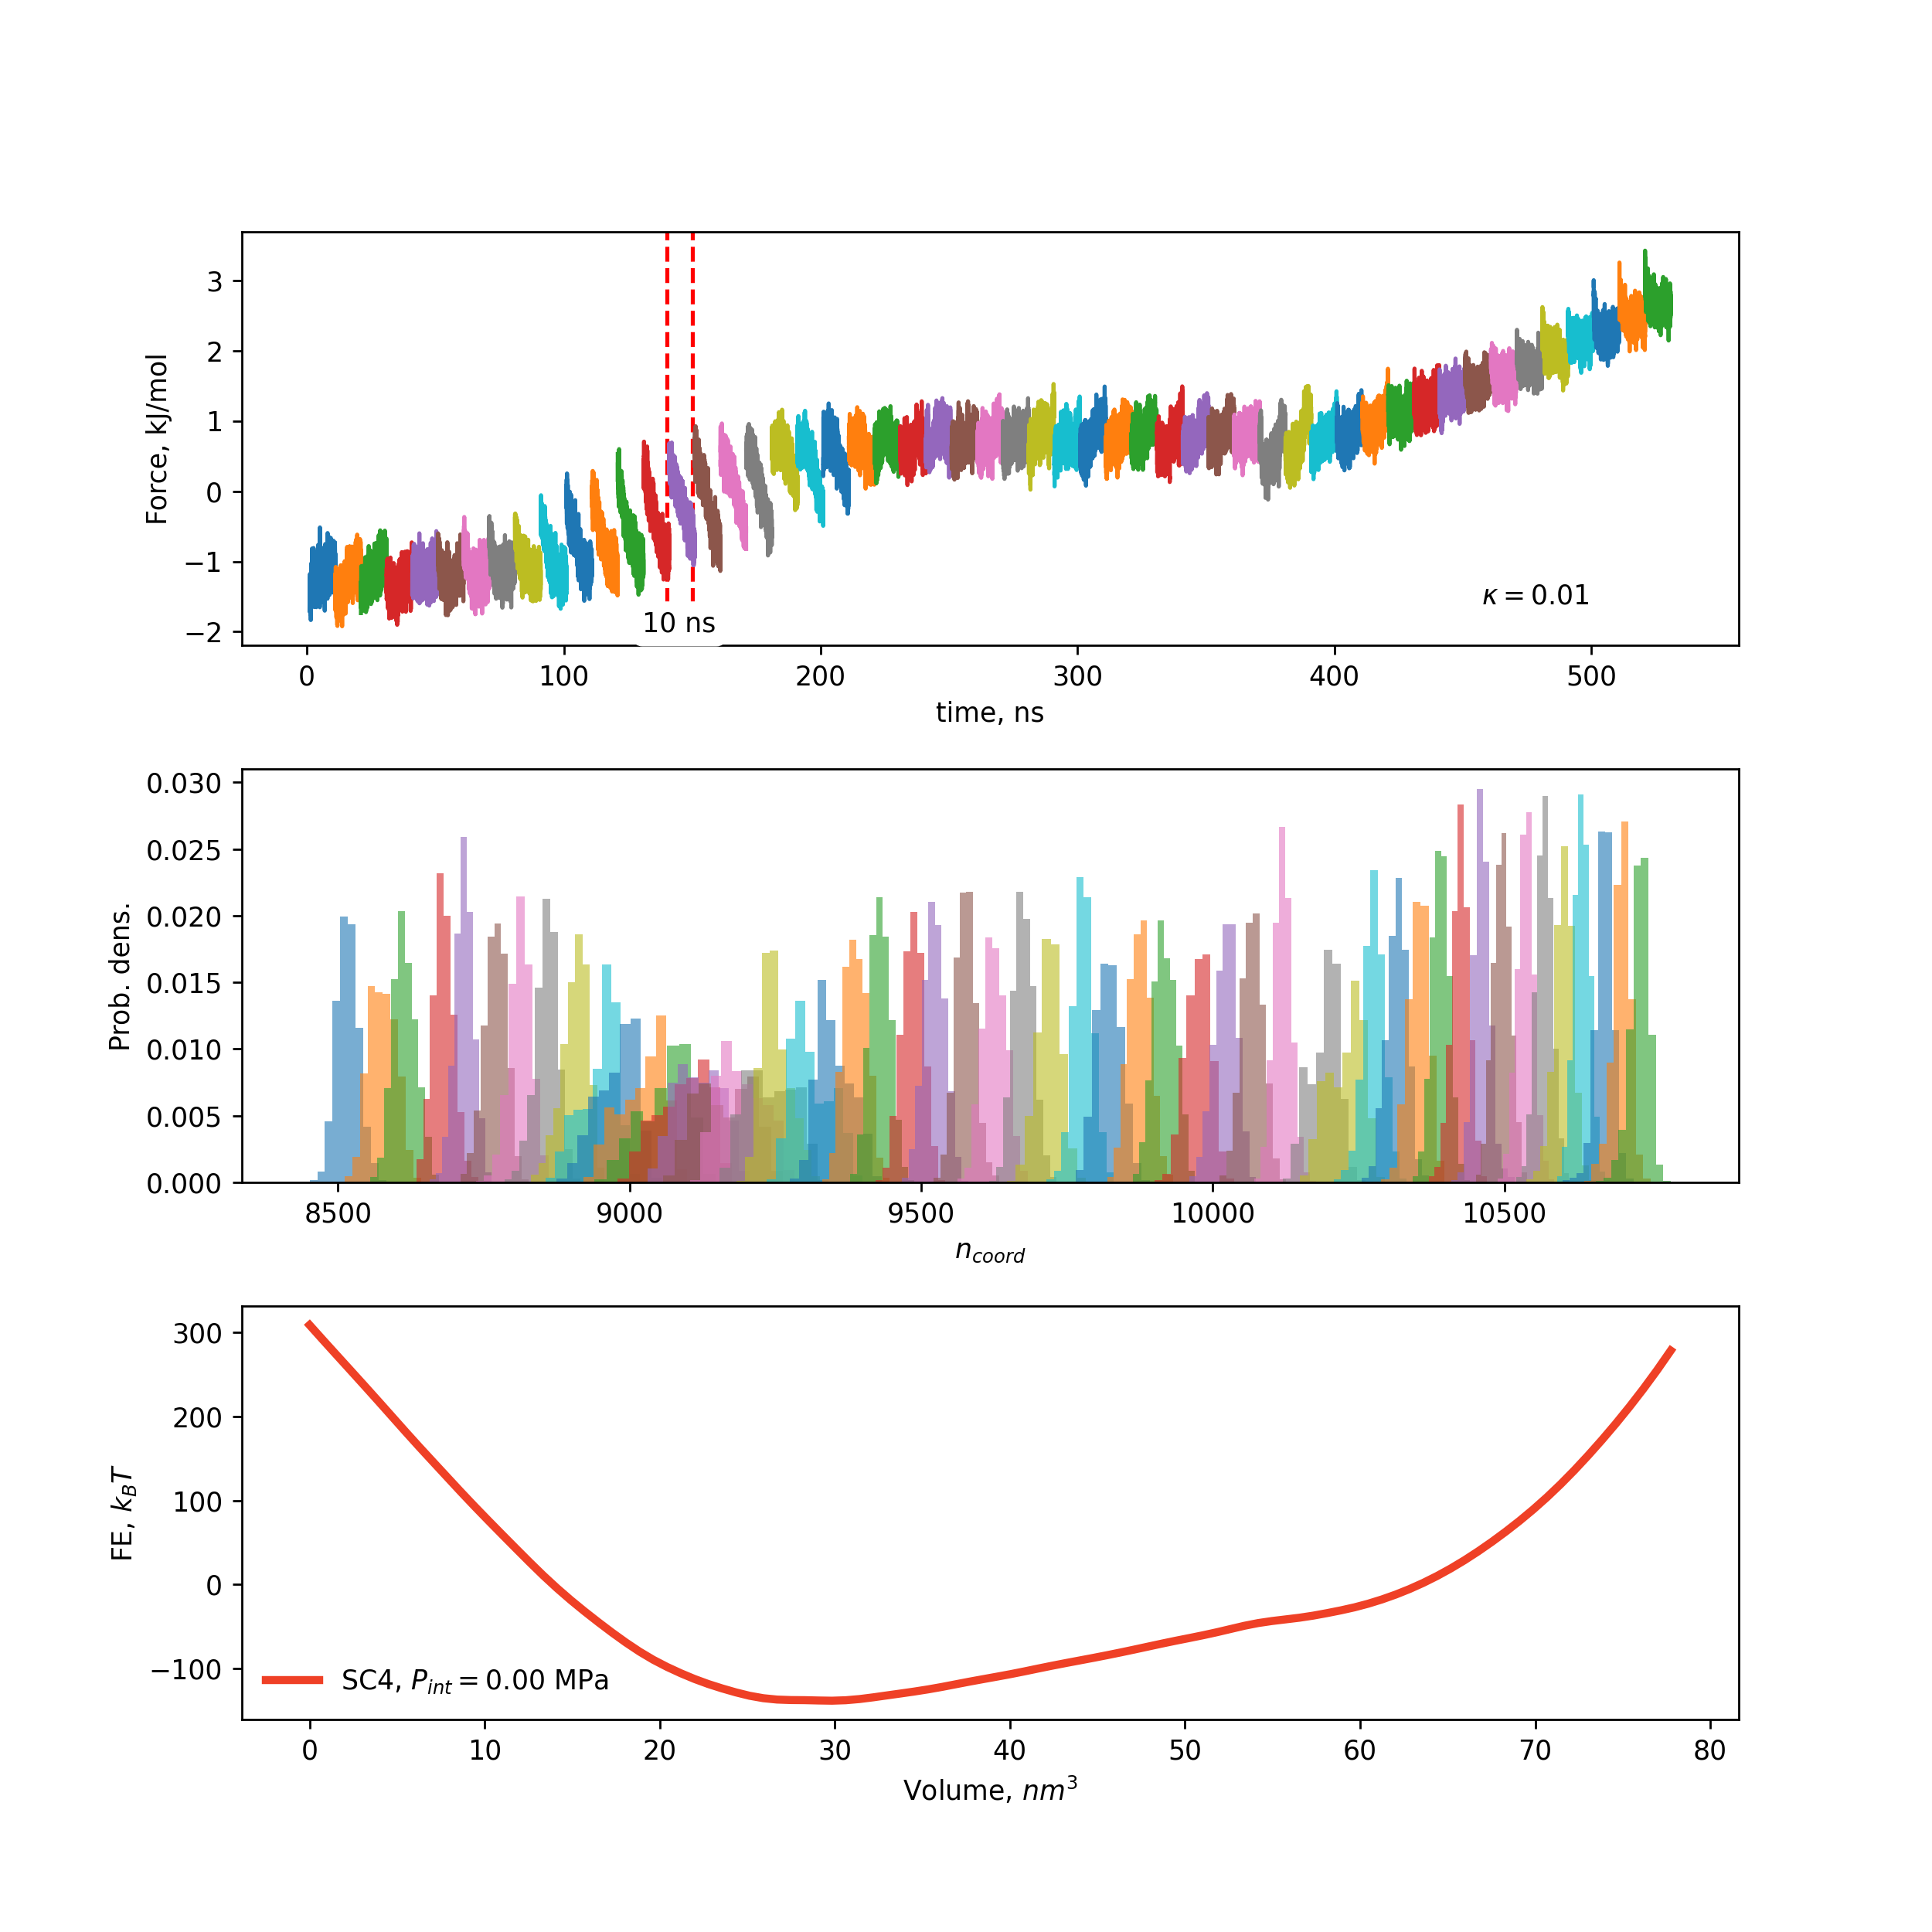 3
2
1
0
−1
−2
Force, kJ/mol
10 ns
κ = 0.01
0 100 200 300 400 500
time, ns
0.030
0.025
0.020
0.015
0.010
0.005
0.000
Prob. dens.
8500 9000 9500 10000 10500
n_coord
300
200
100
0
−100
FE, k_BT
SC4, P_int = 0.00 MPa
0 10 20 30 40 50 60 70 80
Volume, nm³